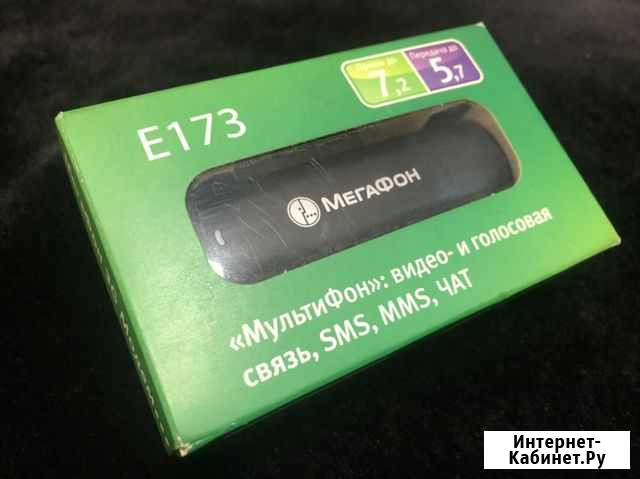 E173
Приём до
7,2
Передача до
5,7
МЕГАФОН
«МультиФон»: видео- и голосовая
связь, SMS, MMS, ЧАТ
Интернет-
Кабинет.Ру